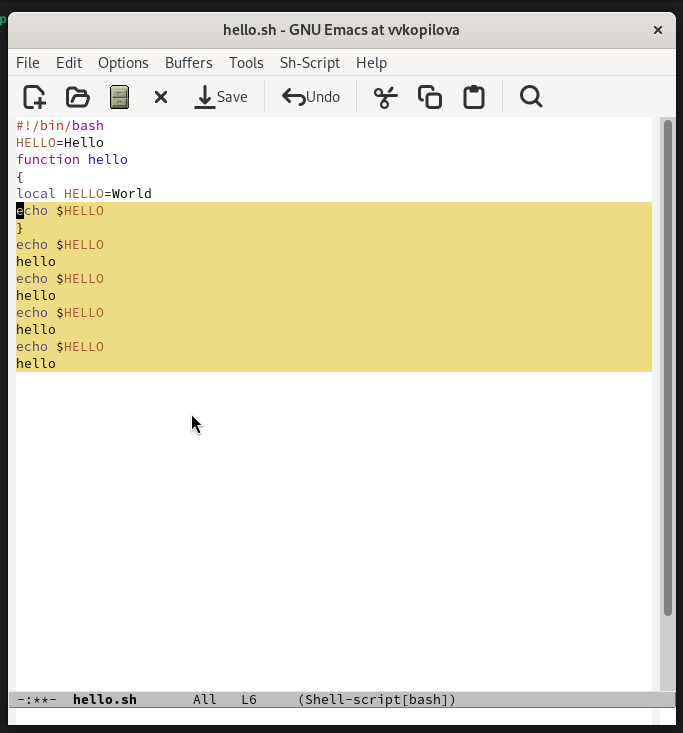 p
hello.sh - GNU Emacs at vvkopilova
File Edit Options Buffers Tools Sh-Script Help
Save Undo
#!/bin/bash
HELLO=Hello
function hello
{
local HELLO=World
echo $HELLO
}
echo $HELLO
hello
echo $HELLO
hello
echo $HELLO
hello
echo $HELLO
hello
-:**- hello.sh All L6 (Shell-script[bash])